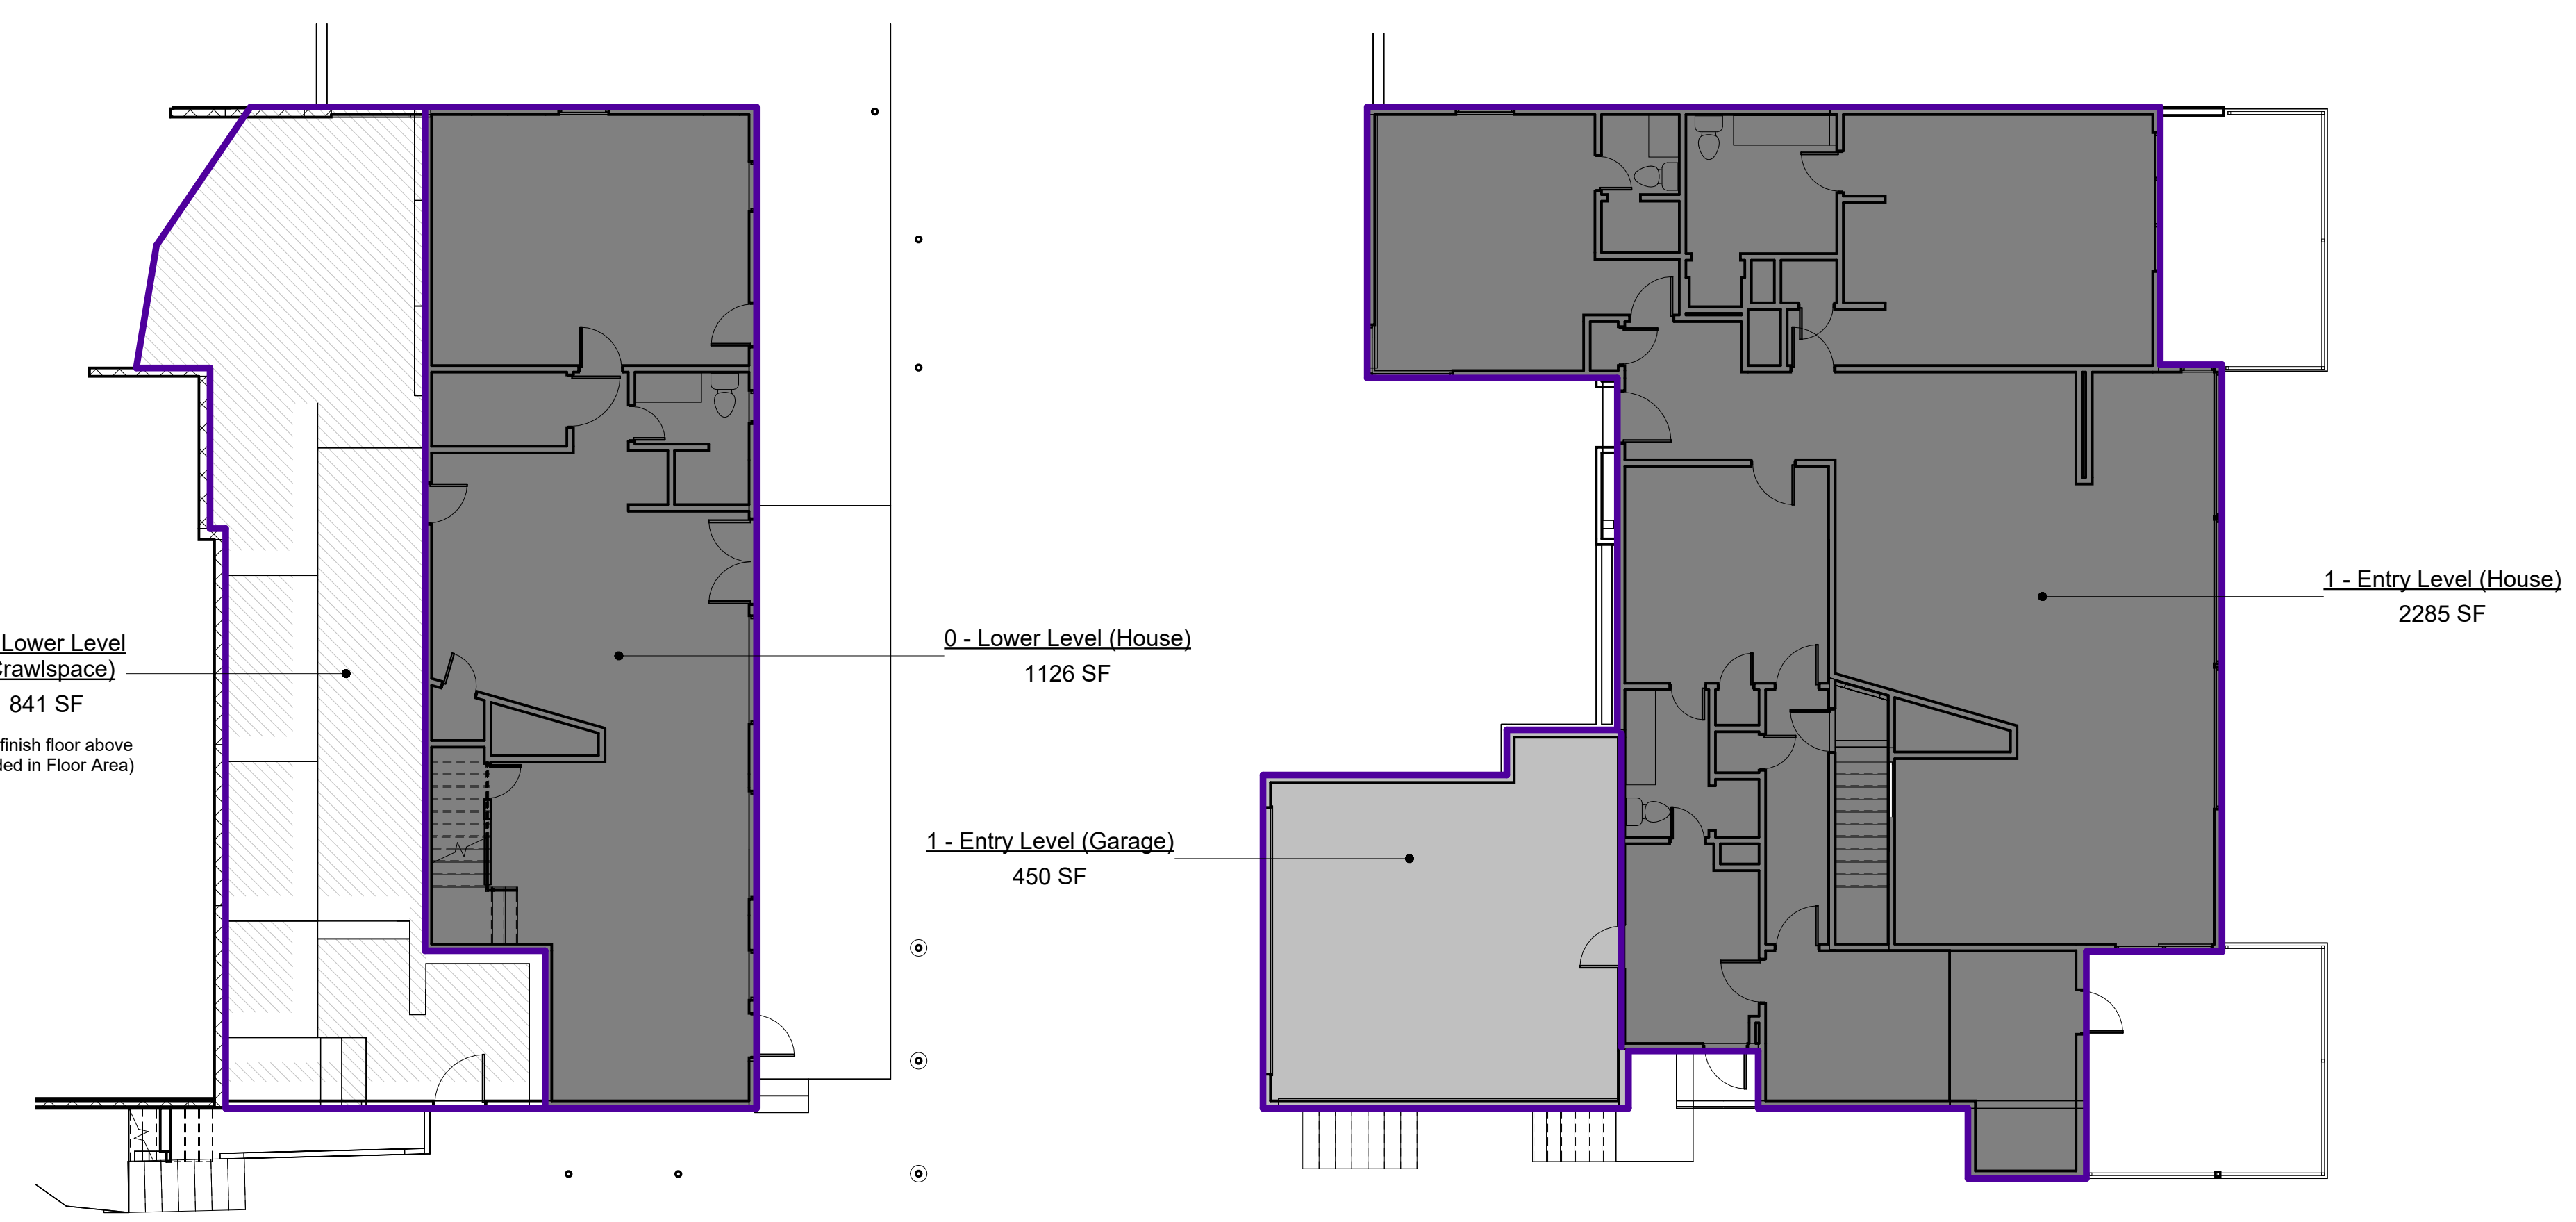 Lower Level
Crawlspace)
841 SF
finish floor above
ded in Floor Area)
0 - Lower Level (House)
1126 SF
1 - Entry Level (Garage)
450 SF
1 - Entry Level (House)
2285 SF